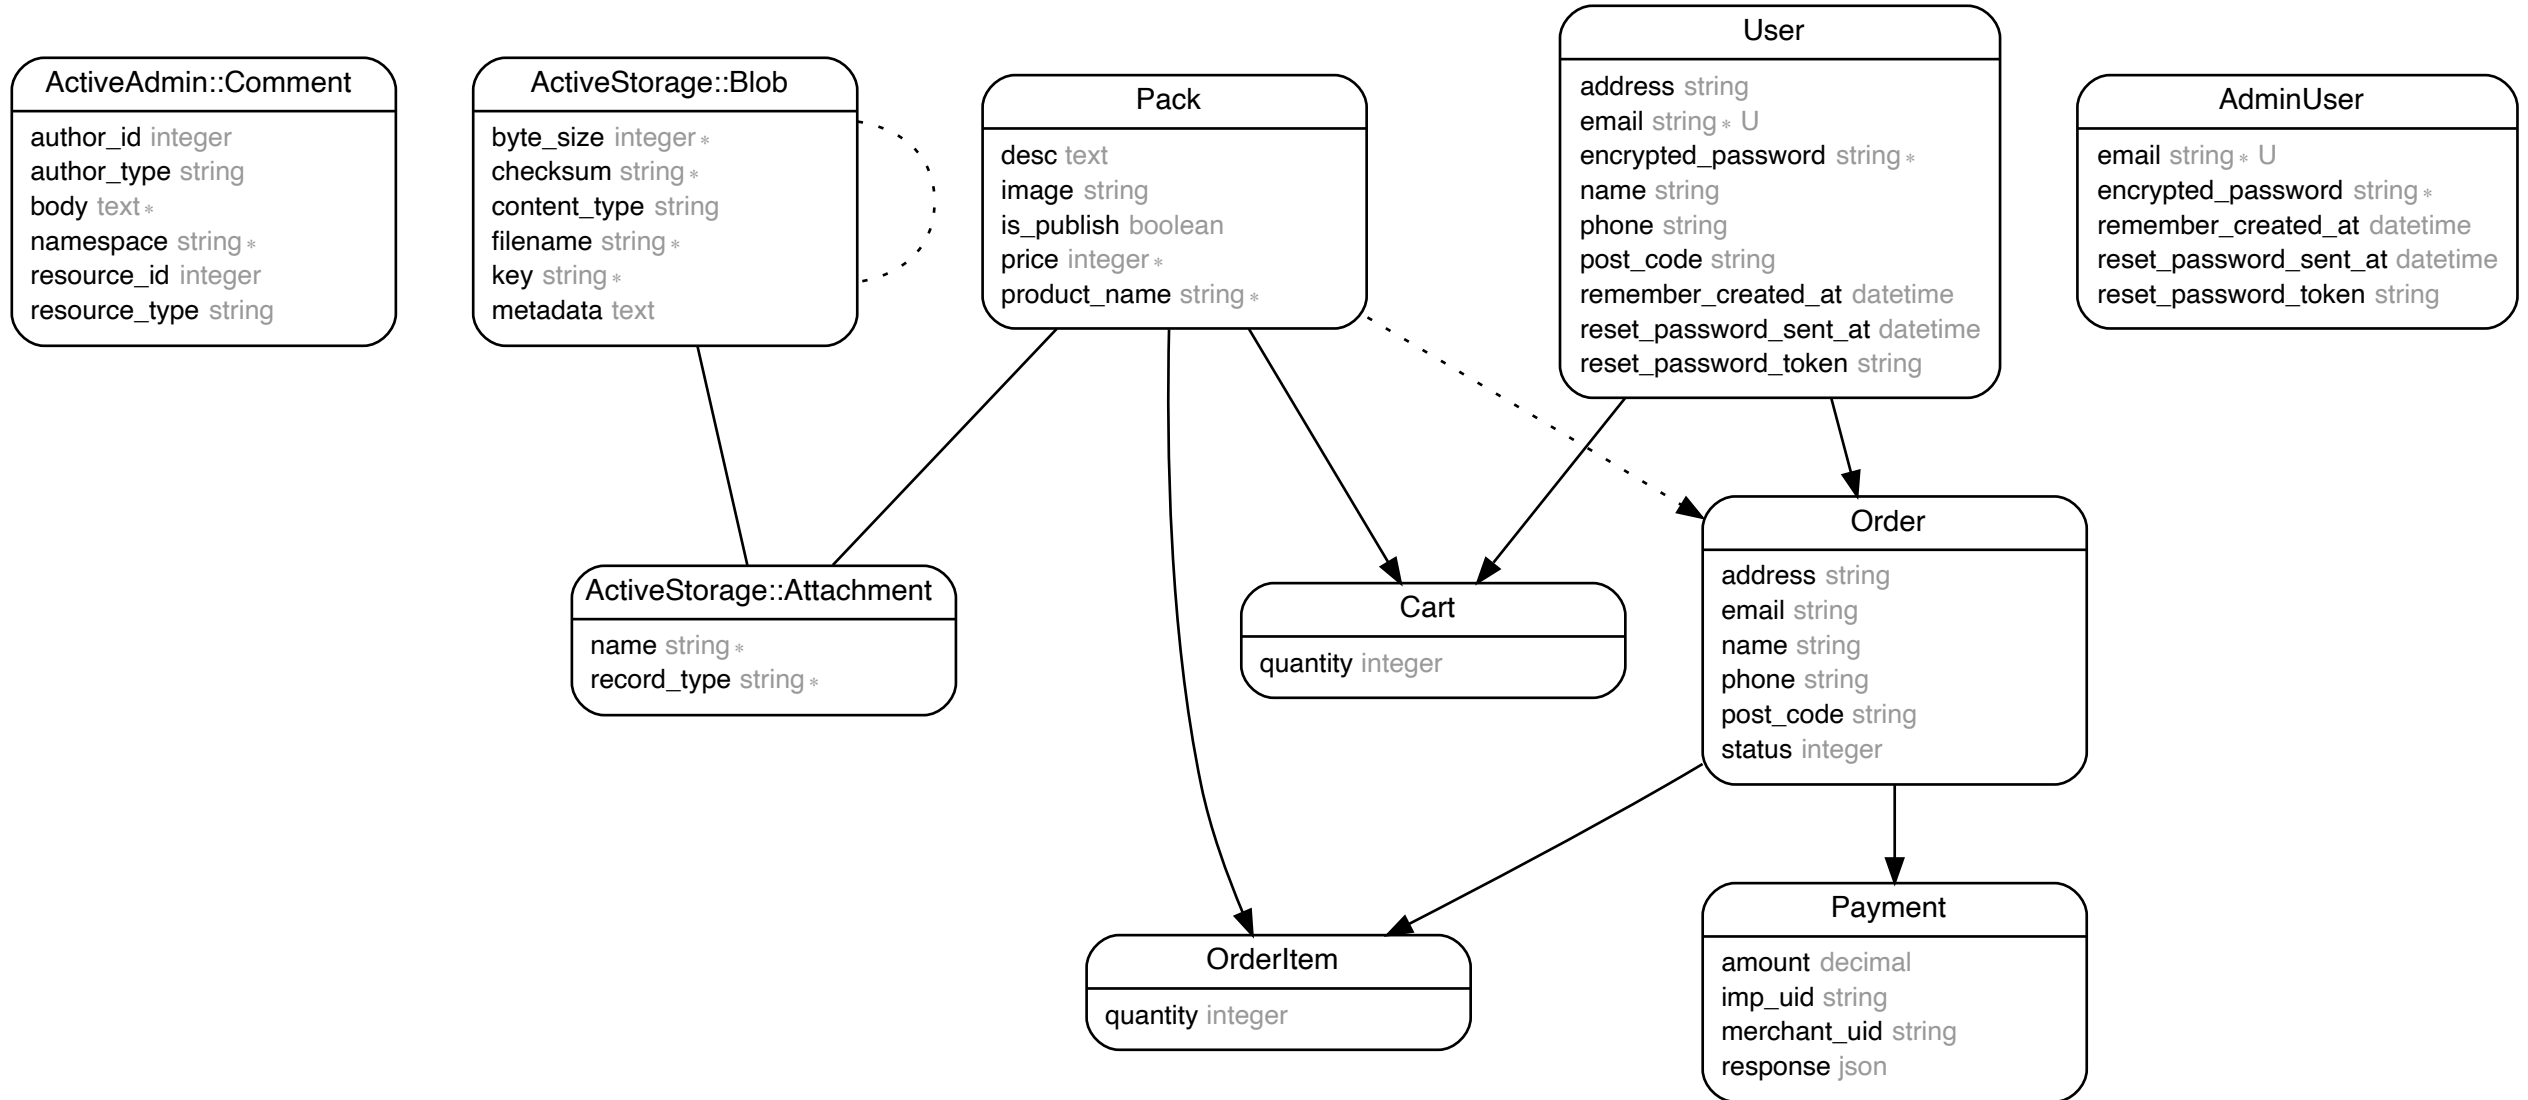 ActiveAdmin::Comment
author_id integer
author_type string
body text *
namespace string *
resource_id integer
resource_type string
ActiveStorage::Blob
byte_size integer *
checksum string *
content_type string
filename string *
key string *
metadata text
Pack
desc text
image string
is_publish boolean
price integer *
product_name string *
User
address string
email string * U
encrypted_password string *
name string
phone string
post_code string
remember_created_at datetime
reset_password_sent_at datetime
reset_password_token string
AdminUser
email string * U
encrypted_password string *
remember_created_at datetime
reset_password_sent_at datetime
reset_password_token string
ActiveStorage::Attachment
name string *
record_type string *
Cart
quantity integer
Order
address string
email string
name string
phone string
post_code string
status integer
OrderItem
quantity integer
Payment
amount decimal
imp_uid string
merchant_uid string
response json